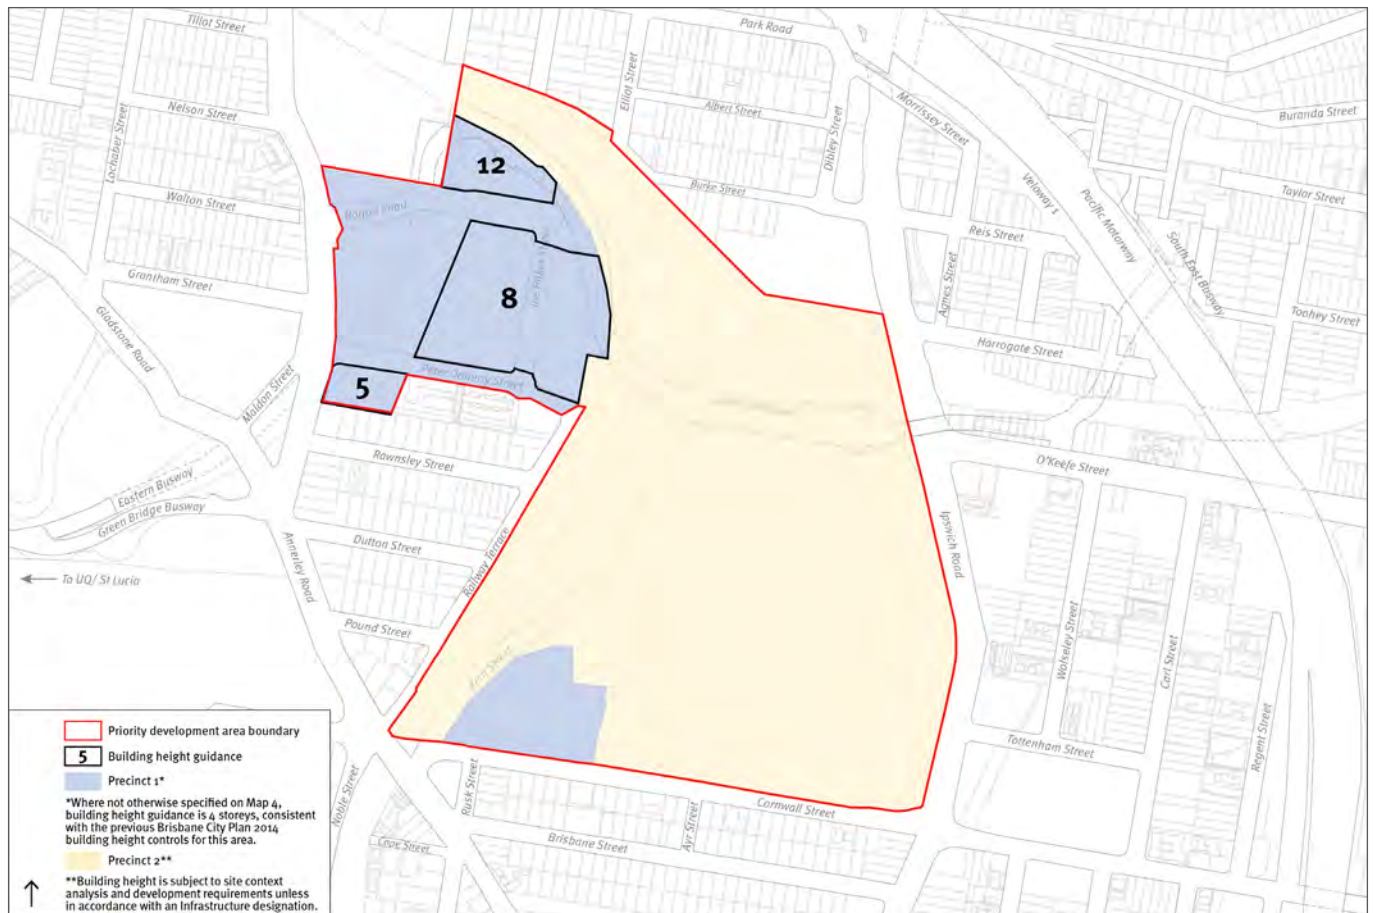 Tillot Street
Park Road
Nelson Street
Lochaber Street
Elliot Street
Albert Street
Dibley Street
Morrissey Street
Buranda Street
12
Walton Street
Burke Street
Veloway 1
Pacific Motorway
Taylor Street
Reis Street
South East Busway
Grantham Street
Gladstone Road
8
Agnes Street
Toohey Street
Harrogate Street
Maldon Street
5
Peter Doherty Street
Rawnsley Street
O'Keefe Street
Eastern Busway
Green Bridge Busway
Annerley Road
Dutton Street
Railway Terrace
Ipswich Road
To UQ/ St Lucia
Pound Street
Kent Street
Wolseley Street
Carl Street
Regent Street
Tottenham Street
Noble Street
Rusk Street
Ayr Street
Cornwall Street
Brisbane Street
Crac Street
Priority development area boundary
5 Building height guidance
Precinct 1*
*Where not otherwise specified on Map 4,
building height guidance is 4 storeys, consistent
with the previous Brisbane City Plan 2014
building height controls for this area.
Precinct 2**
**Building height is subject to site context
analysis and development requirements unless
in accordance with an Infrastructure designation.